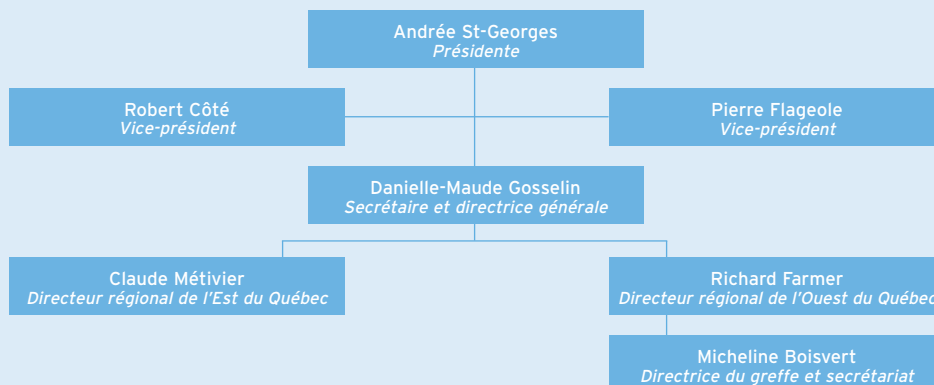 Andrée St-Georges
Présidente
Robert Côté
Vice-président
Pierre Flageole
Vice-président
Danielle-Maude Gosselin
Secrétaire et directrice générale
Claude Métivier
Directeur régional de l'Est du Québec
Richard Farmer
Directeur régional de l'Ouest du Québec
Micheline Boisvert
Directrice du greffe et secrétariat